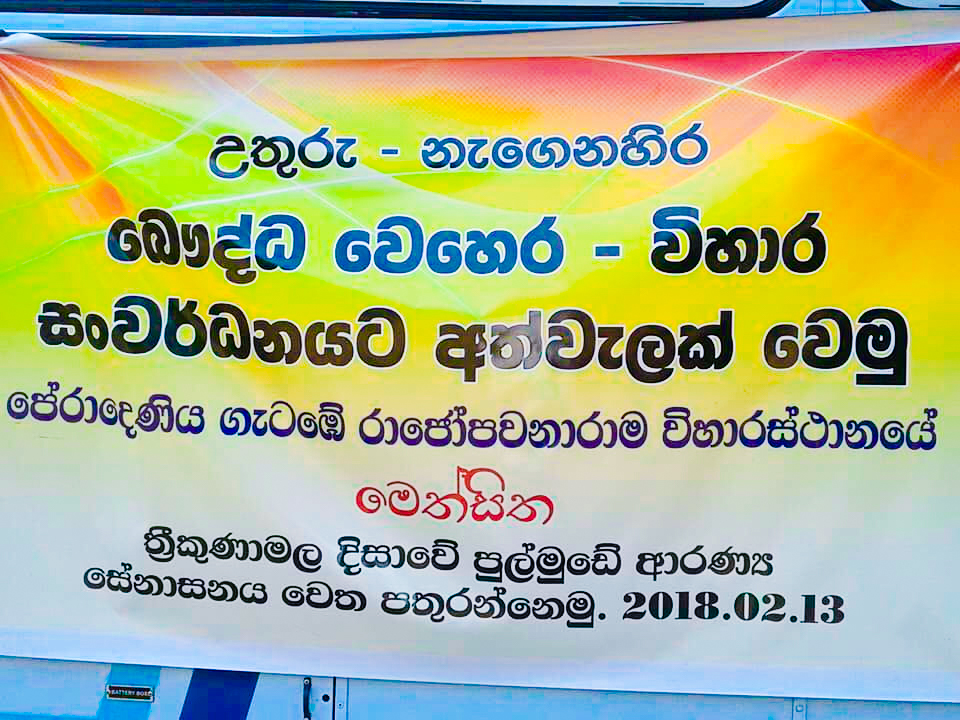 උතුරු - නැගෙනහිර
බෞද්ධ වෙහෙර - විහාර
සංවර්ධනයට අත්වැලක් වෙමු
පේරාදෙණිය ගැටඹේ රාජෝපවනාරාම විහාරස්ථානයේ
මෙත්සිත
ත්‍රීකුණාමල දිසාවේ පුල්මුඩේ ආරණ්‍ය
සේනාසනය වෙත පතුරන්නෙමු. 2018.02.13
BATTERY BOX